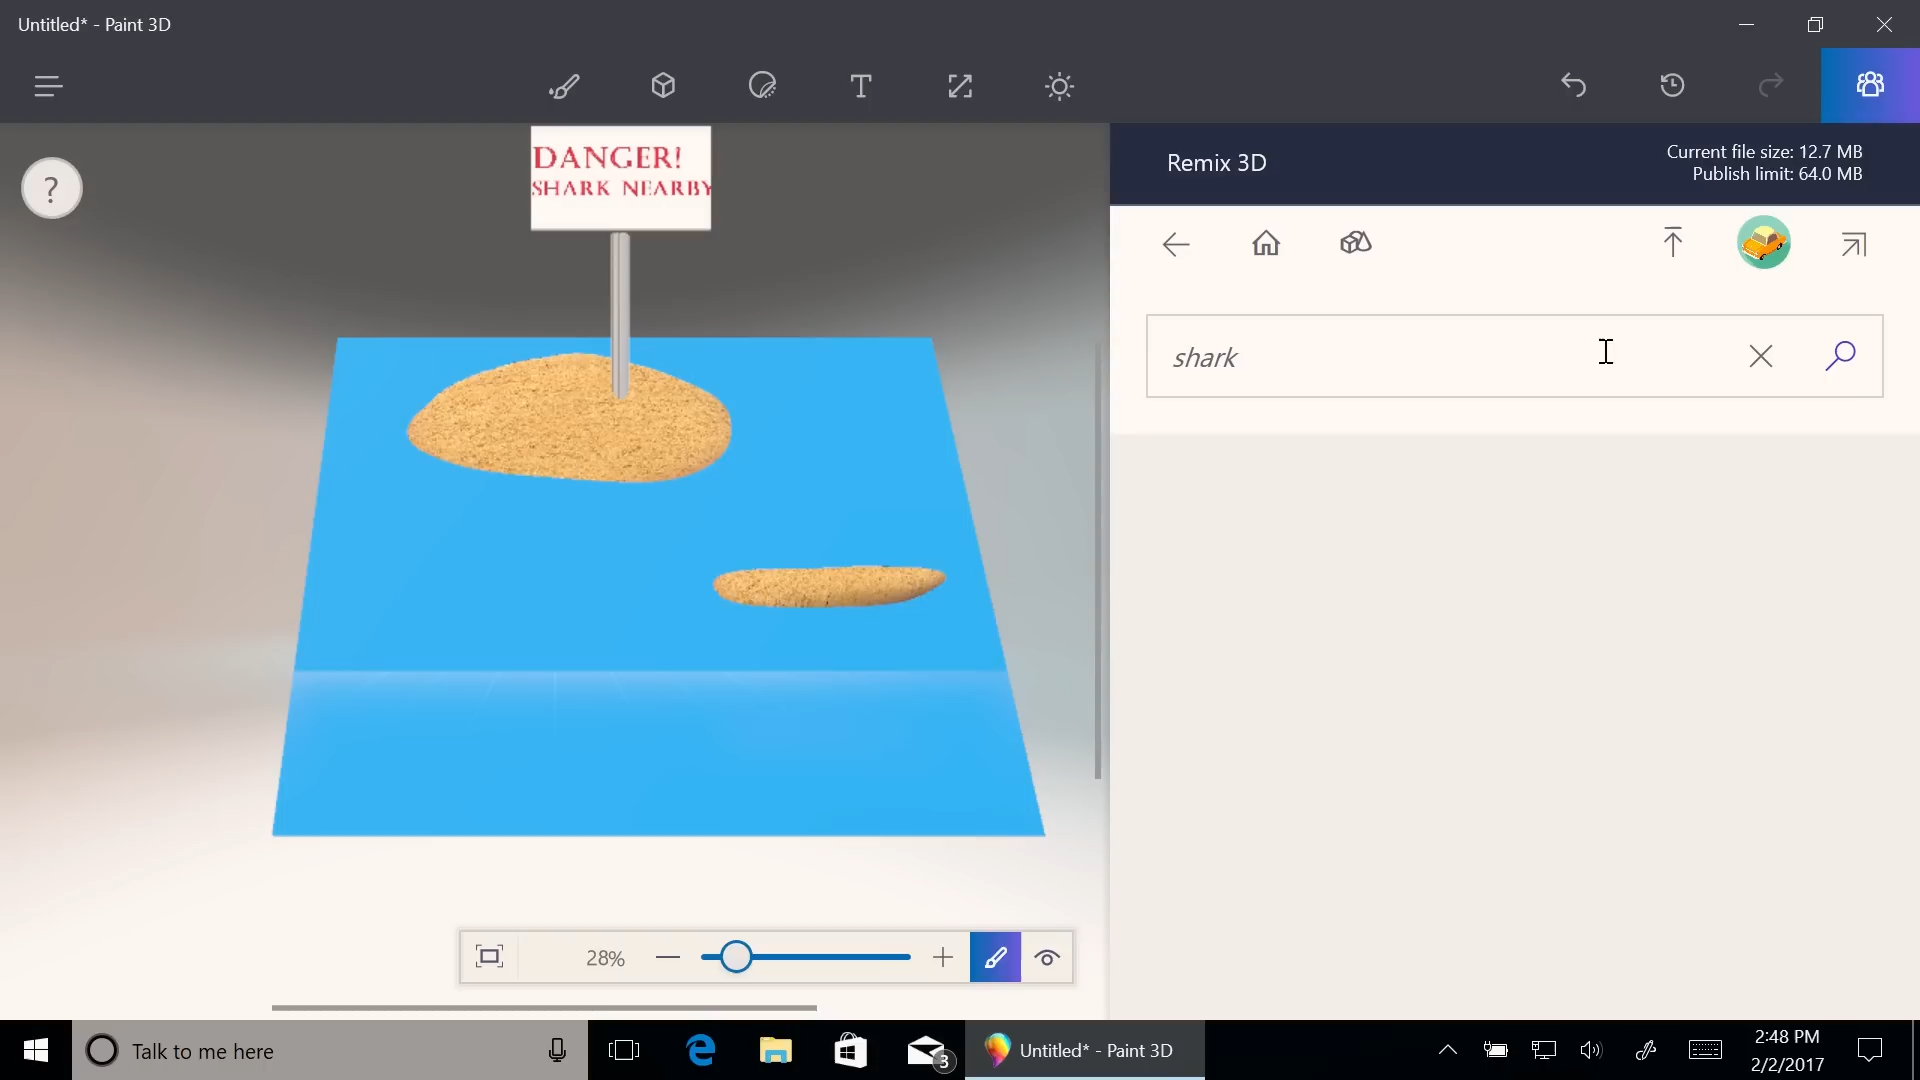 Untitled* - Paint 3D
DANGER!
SHARK NEARBY
?
Remix 3D
Current file size: 12.7 MB
Publish limit: 64.0 MB
shark
28%
Talk to me here
3
Untitled* - Paint 3D
2:48 PM
2/2/2017